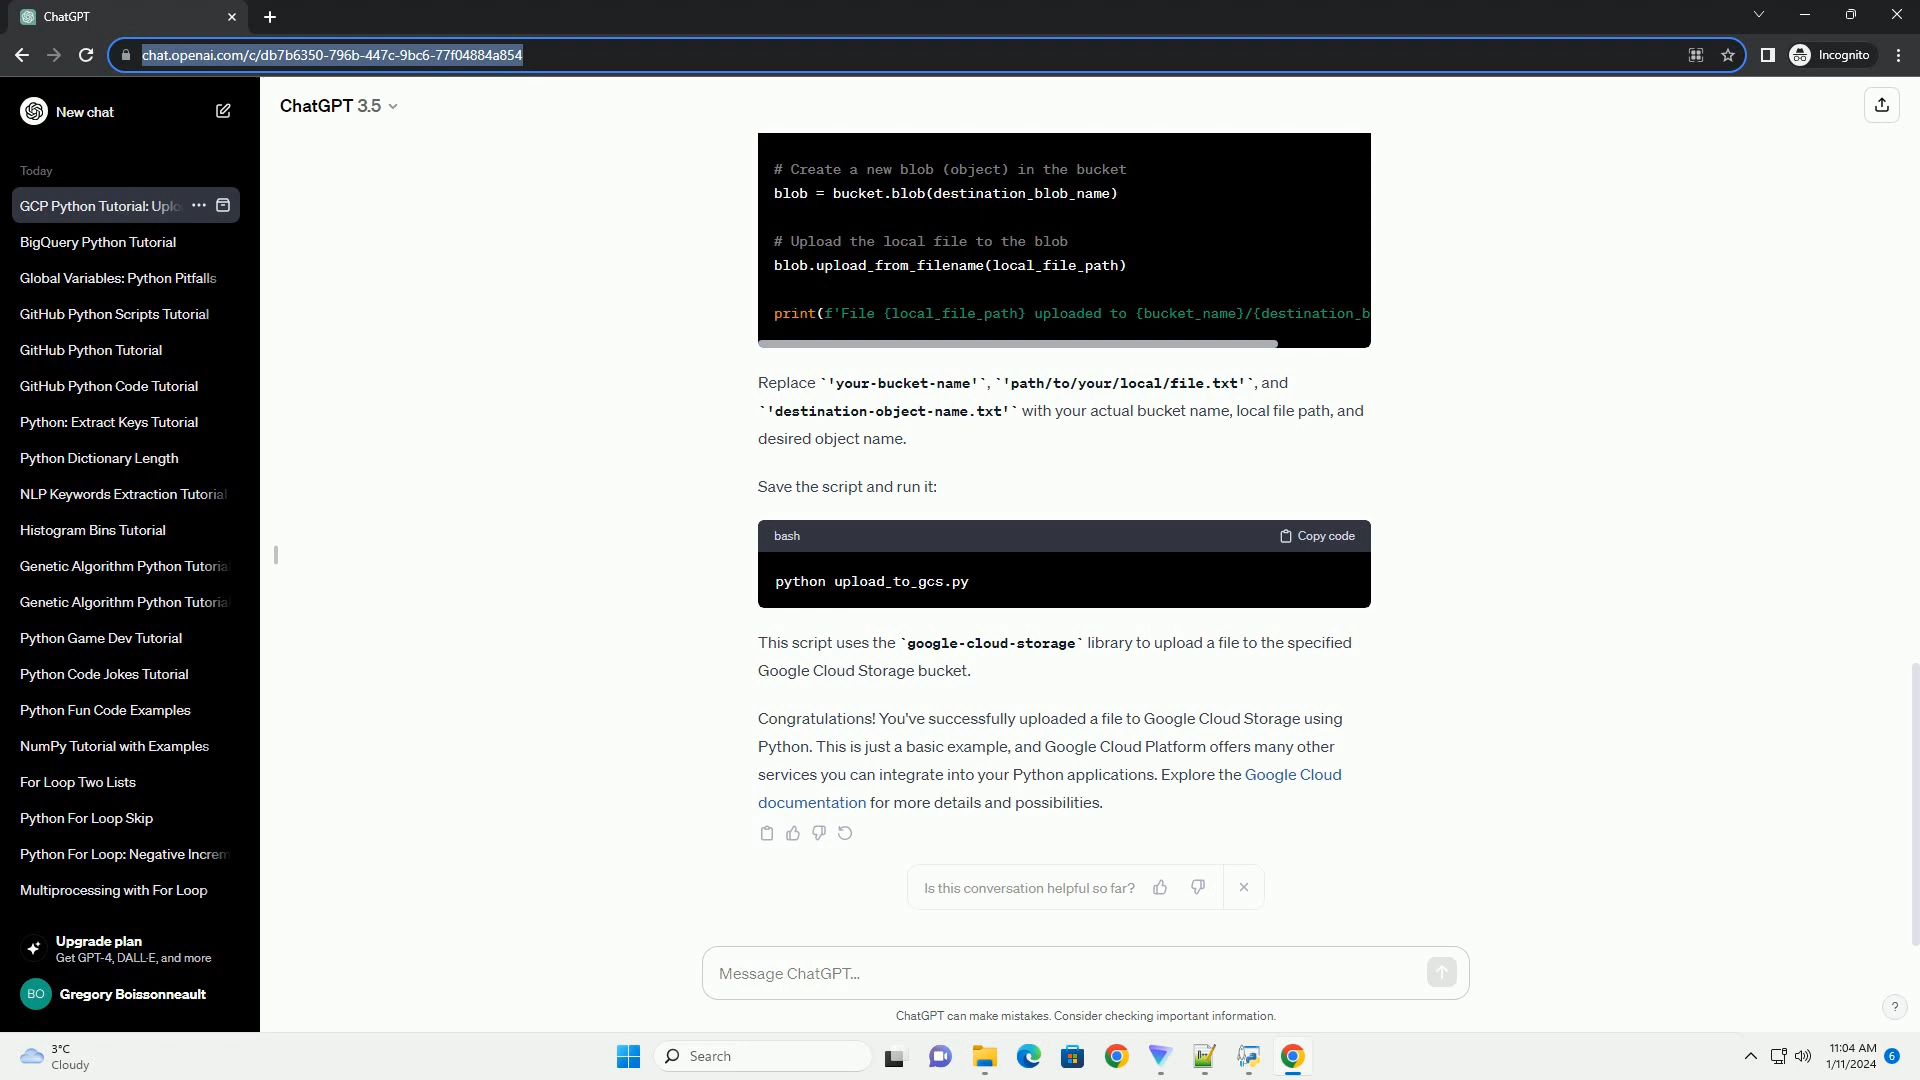 ChatGPT
chat.openai.com/c/db7b6350-796b-447c-9bc6-77f04884a854
Incognito
New chat
Today
GCP Python Tutorial: Uplo
BigQuery Python Tutorial
Global Variables: Python Pitfalls
GitHub Python Scripts Tutorial
GitHub Python Tutorial
GitHub Python Code Tutorial
Python: Extract Keys Tutorial
Python Dictionary Length
NLP Keywords Extraction Tutorial
Histogram Bins Tutorial
Genetic Algorithm Python Tutoria
Genetic Algorithm Python Tutoria
Python Game Dev Tutorial
Python Code Jokes Tutorial
Python Fun Code Examples
NumPy Tutorial with Examples
For Loop Two Lists
Python For Loop Skip
Python For Loop: Negative Increm
Multiprocessing with For Loop
Upgrade plan
Get GPT-4, DALL·E, and more
BO Gregory Boissonneault
ChatGPT 3.5
# Create a new blob (object) in the bucket
blob = bucket.blob(destination_blob_name)
# Upload the local file to the blob
blob.upload_from_filename(local_file_path)
print(f'File {local_file_path} uploaded to {bucket_name}/{destination_b
Replace `'your-bucket-name'`, `'path/to/your/local/file.txt'`, and
`'destination-object-name.txt'` with your actual bucket name, local file path, and
desired object name.
Save the script and run it:
bash
Copy code
python upload_to_gcs.py
This script uses the `google-cloud-storage` library to upload a file to the specified
Google Cloud Storage bucket.
Congratulations! You've successfully uploaded a file to Google Cloud Storage using
Python. This is just a basic example, and Google Cloud Platform offers many other
services you can integrate into your Python applications. Explore the Google Cloud
documentation for more details and possibilities.
Is this conversation helpful so far?
Message ChatGPT...
ChatGPT can make mistakes. Consider checking important information.
?
3°C
Cloudy
Search
11:04 AM
1/11/2024
6